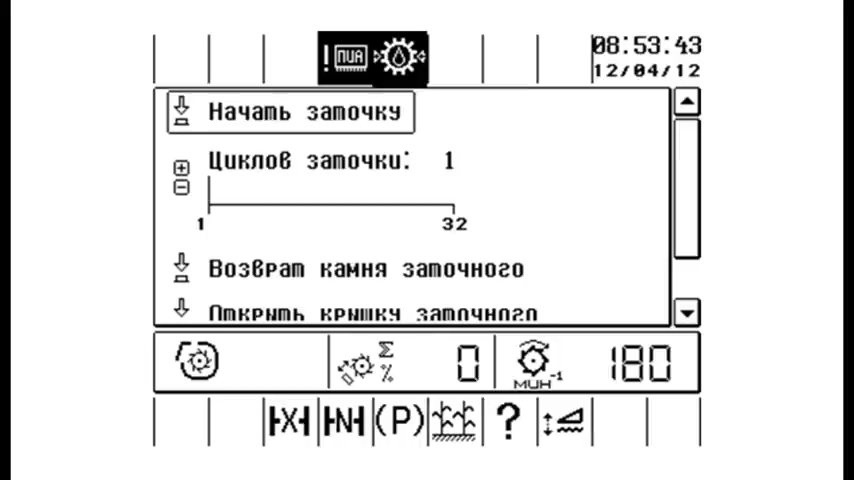 ! ПИА
08:53:43
12/04/12
Начать заточку
Циклов заточки: 1
1 32
Возврат камня заточного
Открыть крышку заточного
Σ % 0
МИН-1 180
X N (P) ?